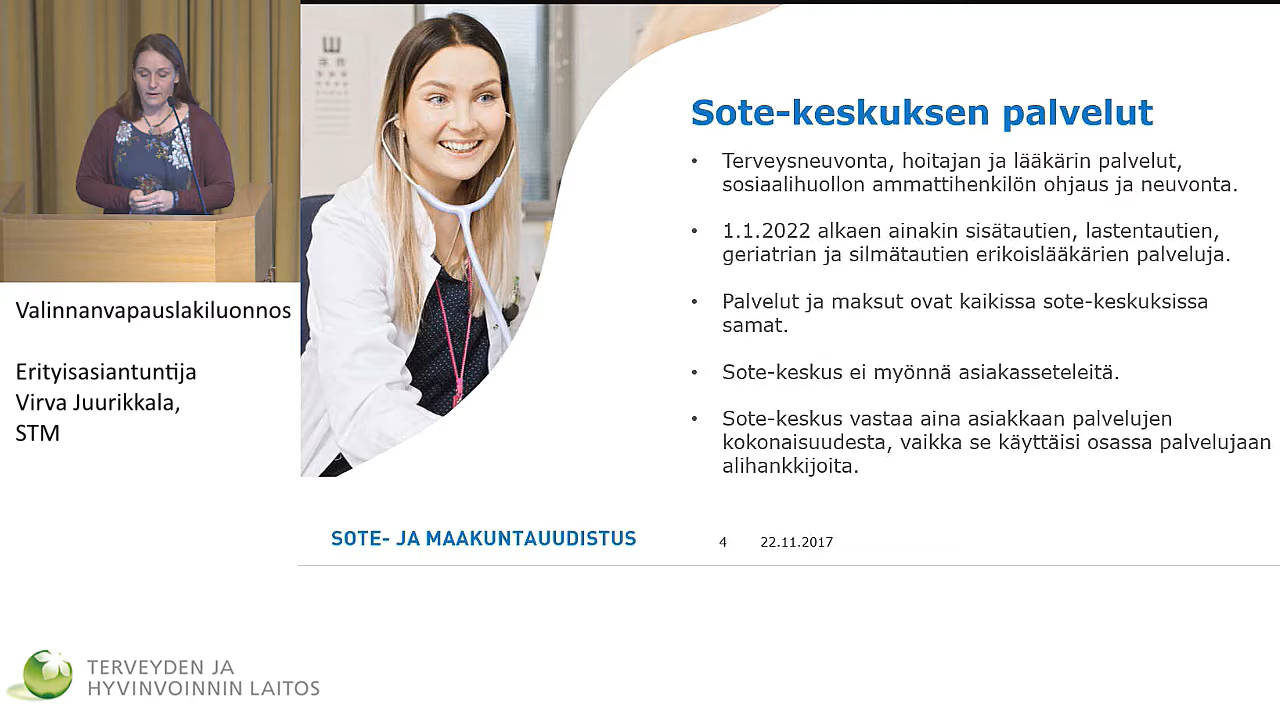 Sote-keskuksen palvelut
• Terveysneuvonta, hoitajan ja lääkärin palvelut,
sosiaalihuollon ammattihenkilön ohjaus ja neuvonta.
• 1.1.2022 alkaen ainakin sisätautien, lastentautien,
geriatrian ja silmätautien erikoislääkärien palveluja.
• Palvelut ja maksut ovat kaikissa sote-keskuksissa
samat.
• Sote-keskus ei myönnä asiakasseteleitä.
• Sote-keskus vastaa aina asiakkaan palvelujen
kokonaisuudesta, vaikka se käyttäisi osassa palvelujaan
alihankkijoita.
SOTE- JA MAAKUNTAUUDISTUS
4 22.11.2017
Valinnanvapauslakiluonnos
Erityisasiantuntija
Virva Juurikkala,
STM
TERVEYDEN JA
HYVINVOINNIN LAITOS